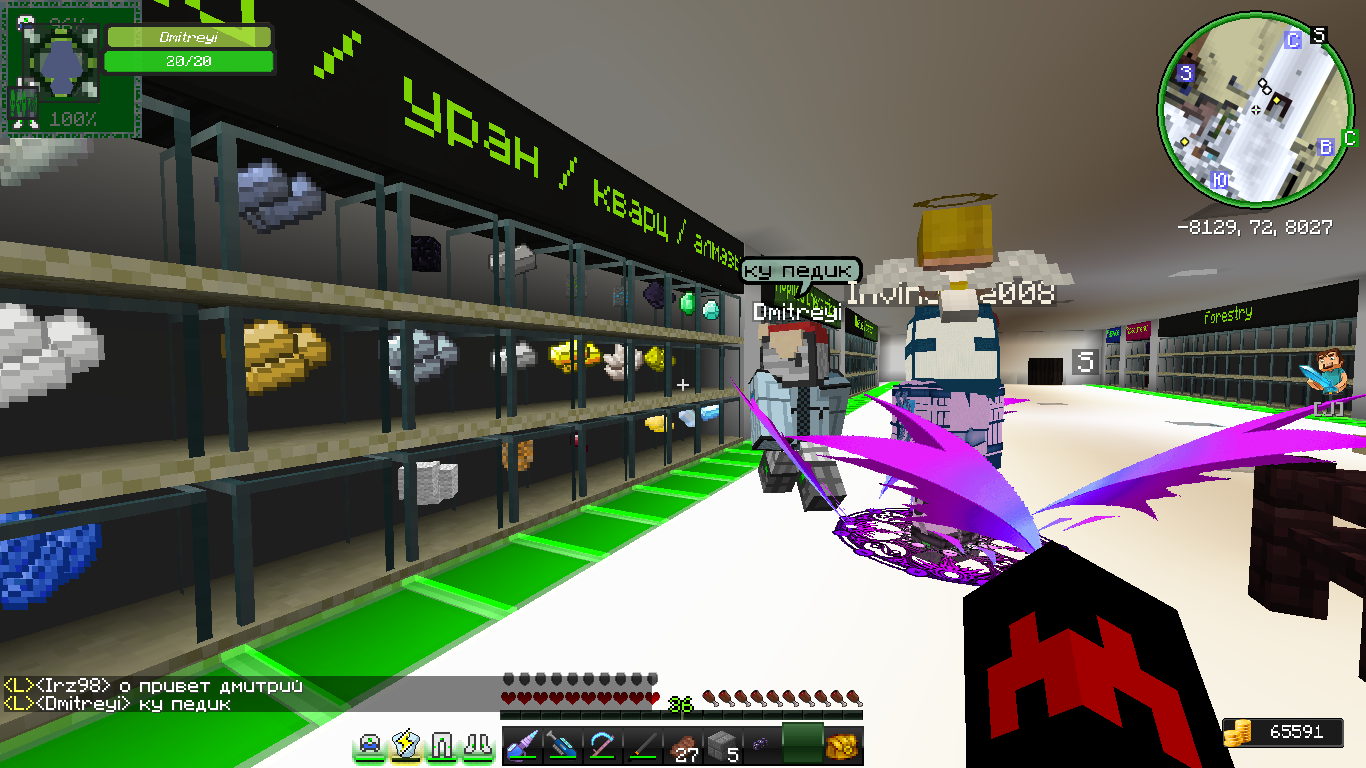 96%
Dmitreyi
20/20
100%
/ уран / кварц / алмаз
S
C
З
C
B
Ю
-8129, 72, 8027
ку педик
Dmitreyi
Forestry
S
[J]
<L><Irz98> о привет дмитрий
<L><Dmitreyi> ку педик
36
27
5
65591